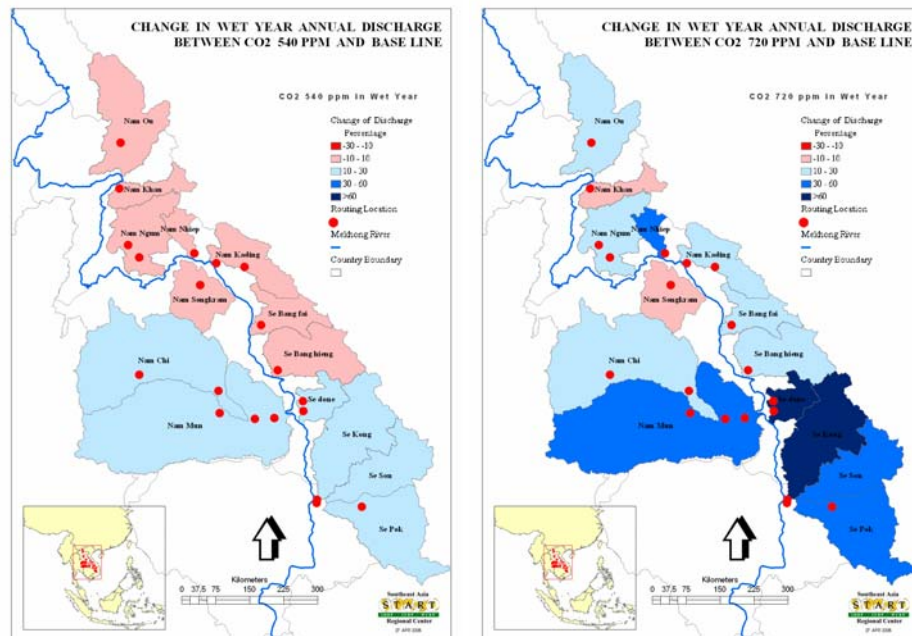 CHANGE IN WET YEAR ANNUAL DISCHARGE
BETWEEN CO2 540 PPM AND BASE LINE
CO2 540 ppm in Wet Year
Change of Discharge
Percentage
-30 - -10
-10 - 10
10 - 30
30 - 60
>60
Routing Location
Mekhong River
Country Boundary
Nam Ou
Nam Khan
Nam Ngum
Nam Nhiep
Nam Kading
Nam Songkram
Se Bang fai
Se Bang hieng
Nam Chi
Se done
Nam Mun
Se Kong
Se San
Se Pok
Kilometers
0 37.5 75 150 225 300
Southeast Asia
START
Regional Center
CHANGE IN WET YEAR ANNUAL DISCHARGE
BETWEEN CO2 720 PPM AND BASE LINE
CO2 720 ppm in Wet Year
Change of Discharge
Percentage
-30 - -10
-10 - 10
10 - 30
30 - 60
>60
Routing Location
Mekhong River
Country Boundary
Nam Ou
Nam Khan
Nam Ngum
Nam Nhiep
Nam Kading
Nam Songkram
Se Bang fai
Se Bang hieng
Nam Chi
Se done
Nam Mun
Se Kong
Se San
Se Pok
Kilometers
0 37.5 75 150 225 300
Southeast Asia
START
Regional Center